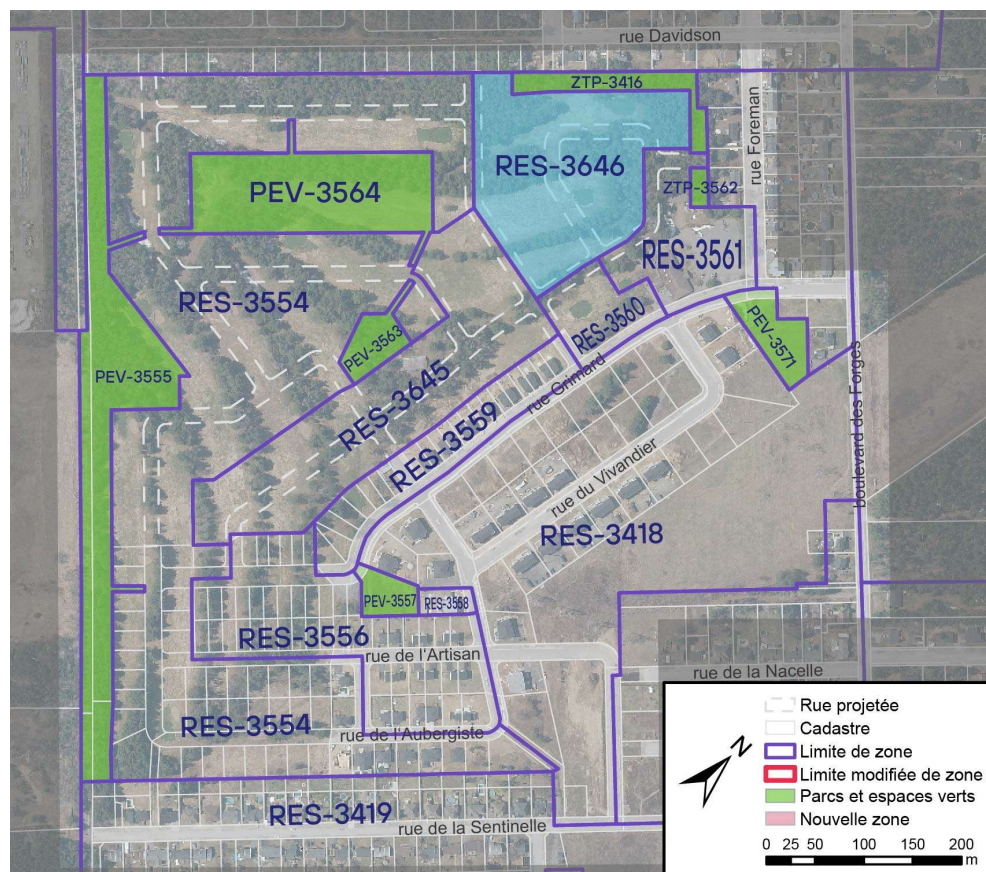 rue Davidson
ZTP-3416
rue Foreman
RES-3646
PEV-3564
ZTP-3562
RES-3561
RES-3554
RES-3560
PEV-3571
PEV-3563
PEV-3555
RES-3645
rue Grimard
boulevard des Forges
RES-3559
rue du Vivandier
RES-3418
PEV-3557
RES-3558
RES-3556
rue de l'Artisan
rue de la Nacelle
RES-3554
rue de l'Aubergiste
RES-3419
rue de la Sentinelle
N
Rue projetée
Cadastre
Limite de zone
Limite modifiée de zone
Parcs et espaces verts
Nouvelle zone
0 25 50 100 150 200
m